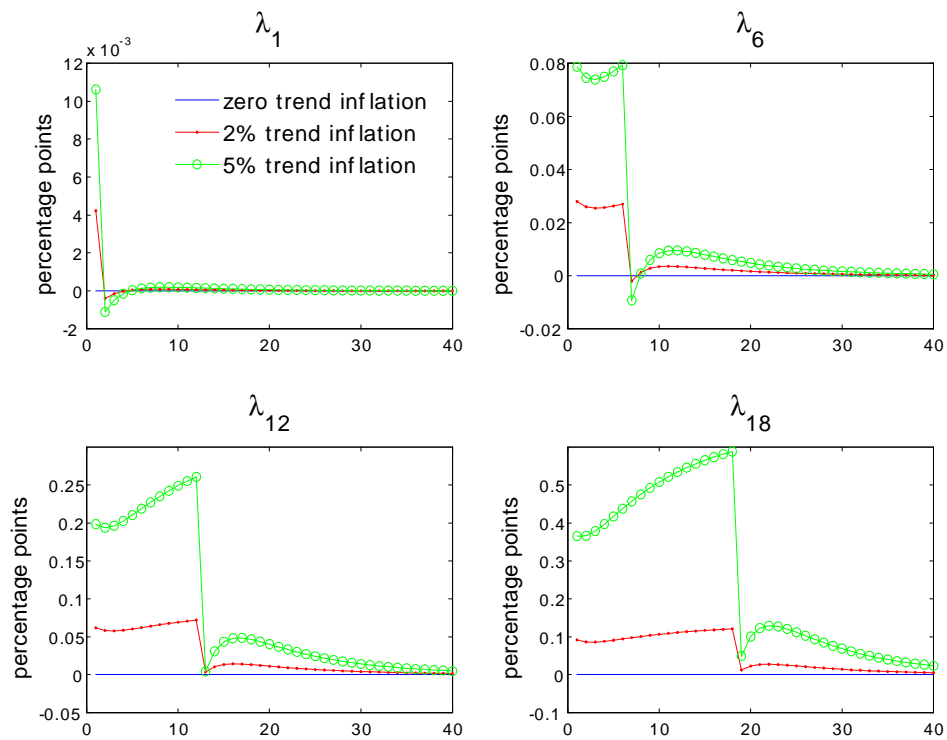 λ1
λ6
x 10-3
12
10
8
6
4
2
0
-2
percentage points
zero trend inflation
2% trend inflation
5% trend inflation
0 10 20 30 40
0.08
0.06
0.04
0.02
0
-0.02
percentage points
0 10 20 30 40
λ12
λ18
0.25
0.2
0.15
0.1
0.05
0
-0.05
percentage points
0 10 20 30 40
0.5
0.4
0.3
0.2
0.1
0
-0.1
percentage points
0 10 20 30 40